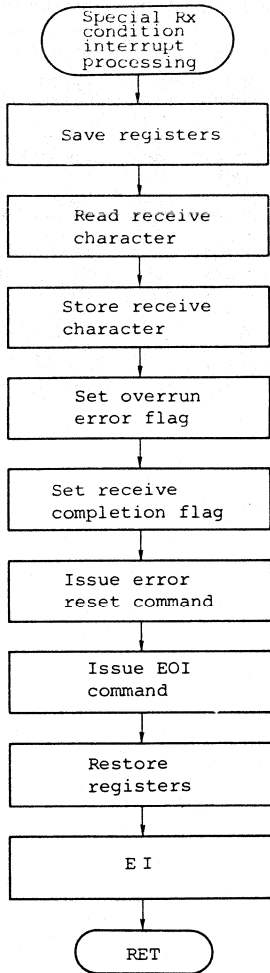 Special Rx
condition
interrupt
processing
Save registers
Read receive
character
Store receive
character
Set overrun
error flag
Set receive
completion flag
Issue error
reset command
Issue EOI
command
Restore
registers
EI
RET